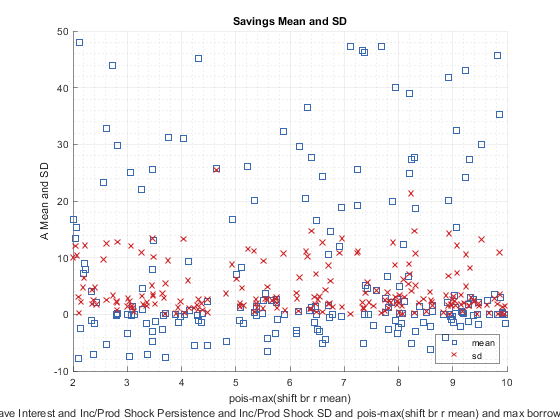 Savings Mean and SD
50
40
30
20
10
0
-10
A Mean and SD
2 3 4 5 6 7 8 9 10
mean
sd
pois-max(shift br r mean)
ave Interest and Inc/Prod Shock Persistence and Inc/Prod Shock SD and pois-max(shift br r mean) and max borrow